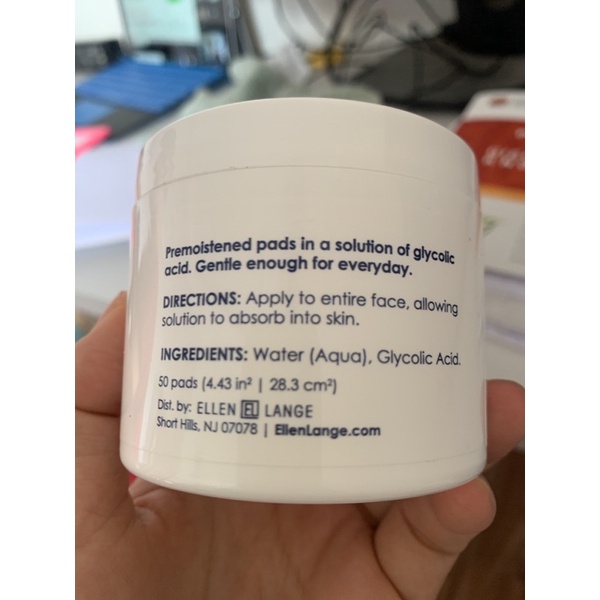 Premoistened pads in a solution of glycolic
acid. Gentle enough for everyday.
DIRECTIONS: Apply to entire face, allowing
solution to absorb into skin.
INGREDIENTS: Water (Aqua), Glycolic Acid.
50 pads (4.43 in² | 28.3 cm²)
Dist. by: ELLEN EL LANGE
Short Hills, NJ 07078 | EllenLange.com